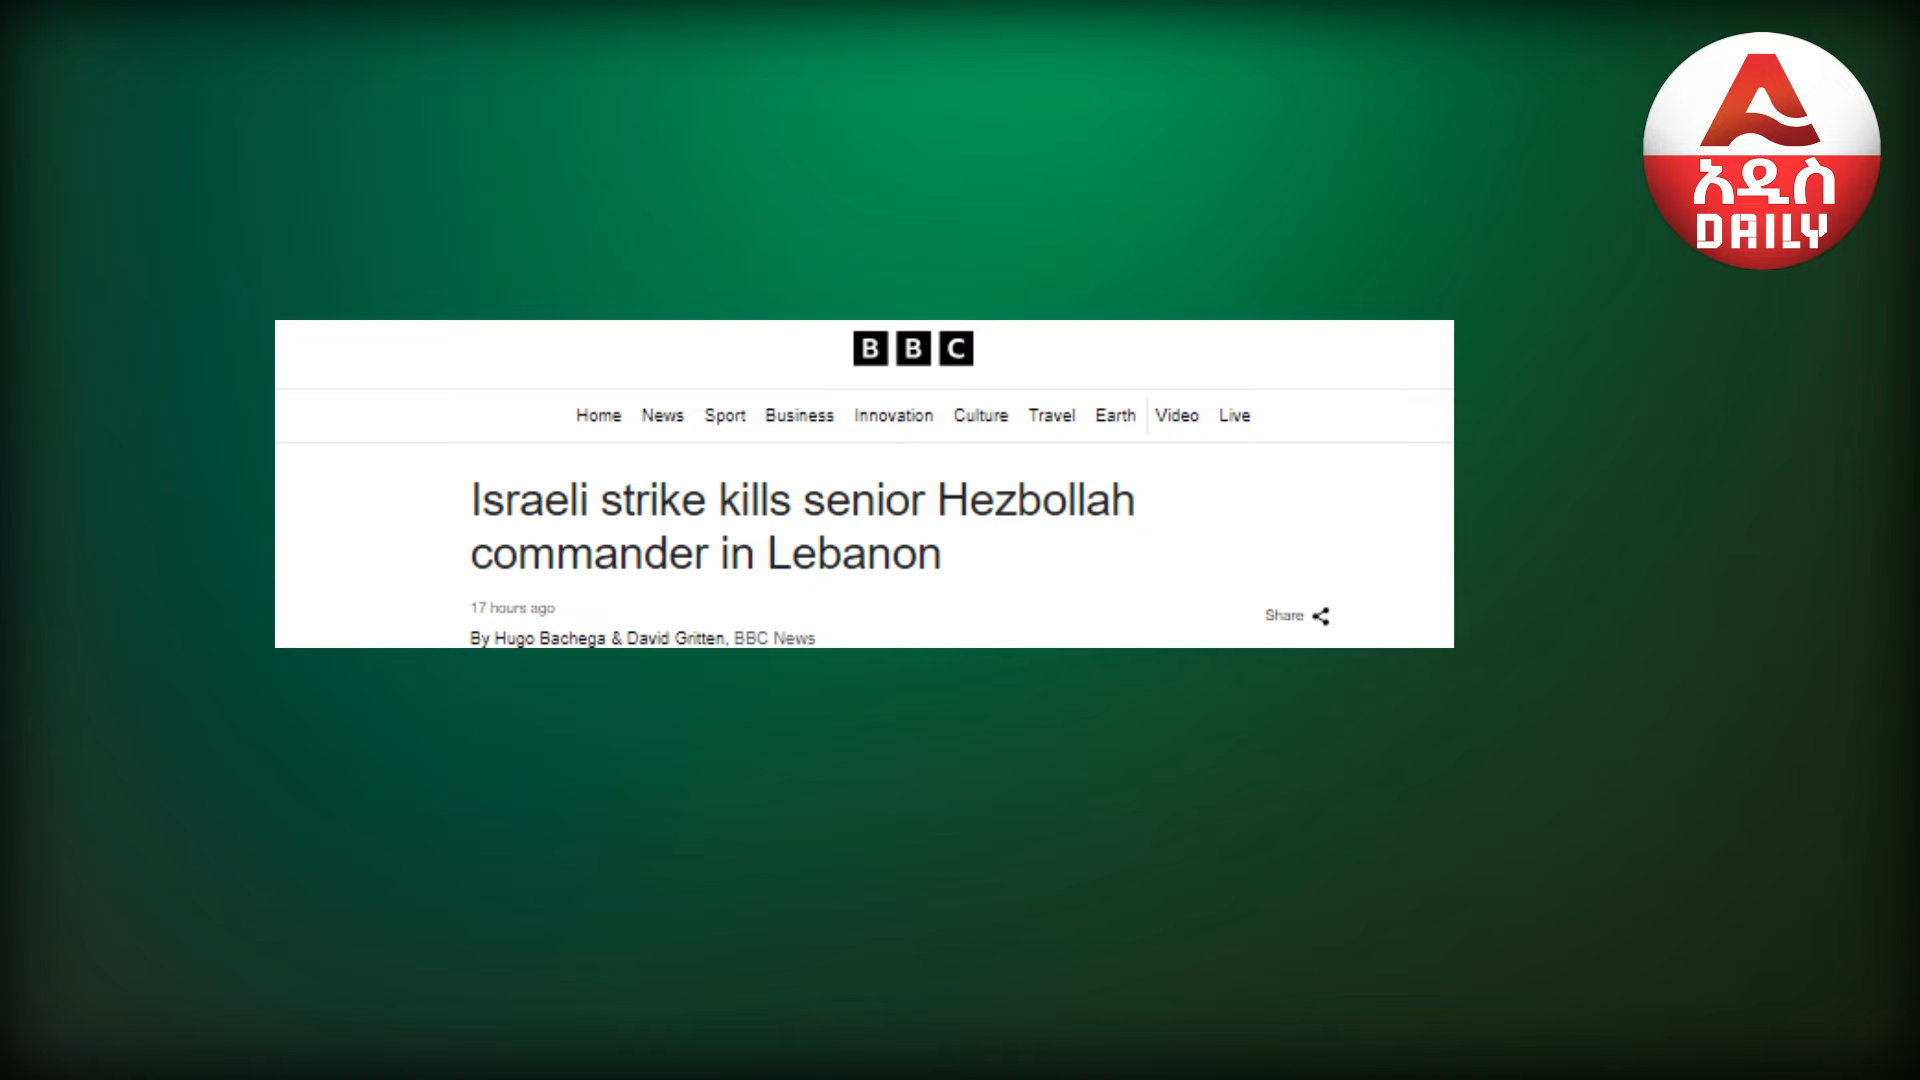 አዲስ
DAILY
BBC
Home News Sport Business Innovation Culture Travel Earth Video Live
Israeli strike kills senior Hezbollah
commander in Lebanon
17 hours ago
Share
By Hugo Bachega & David Gritten, BBC News